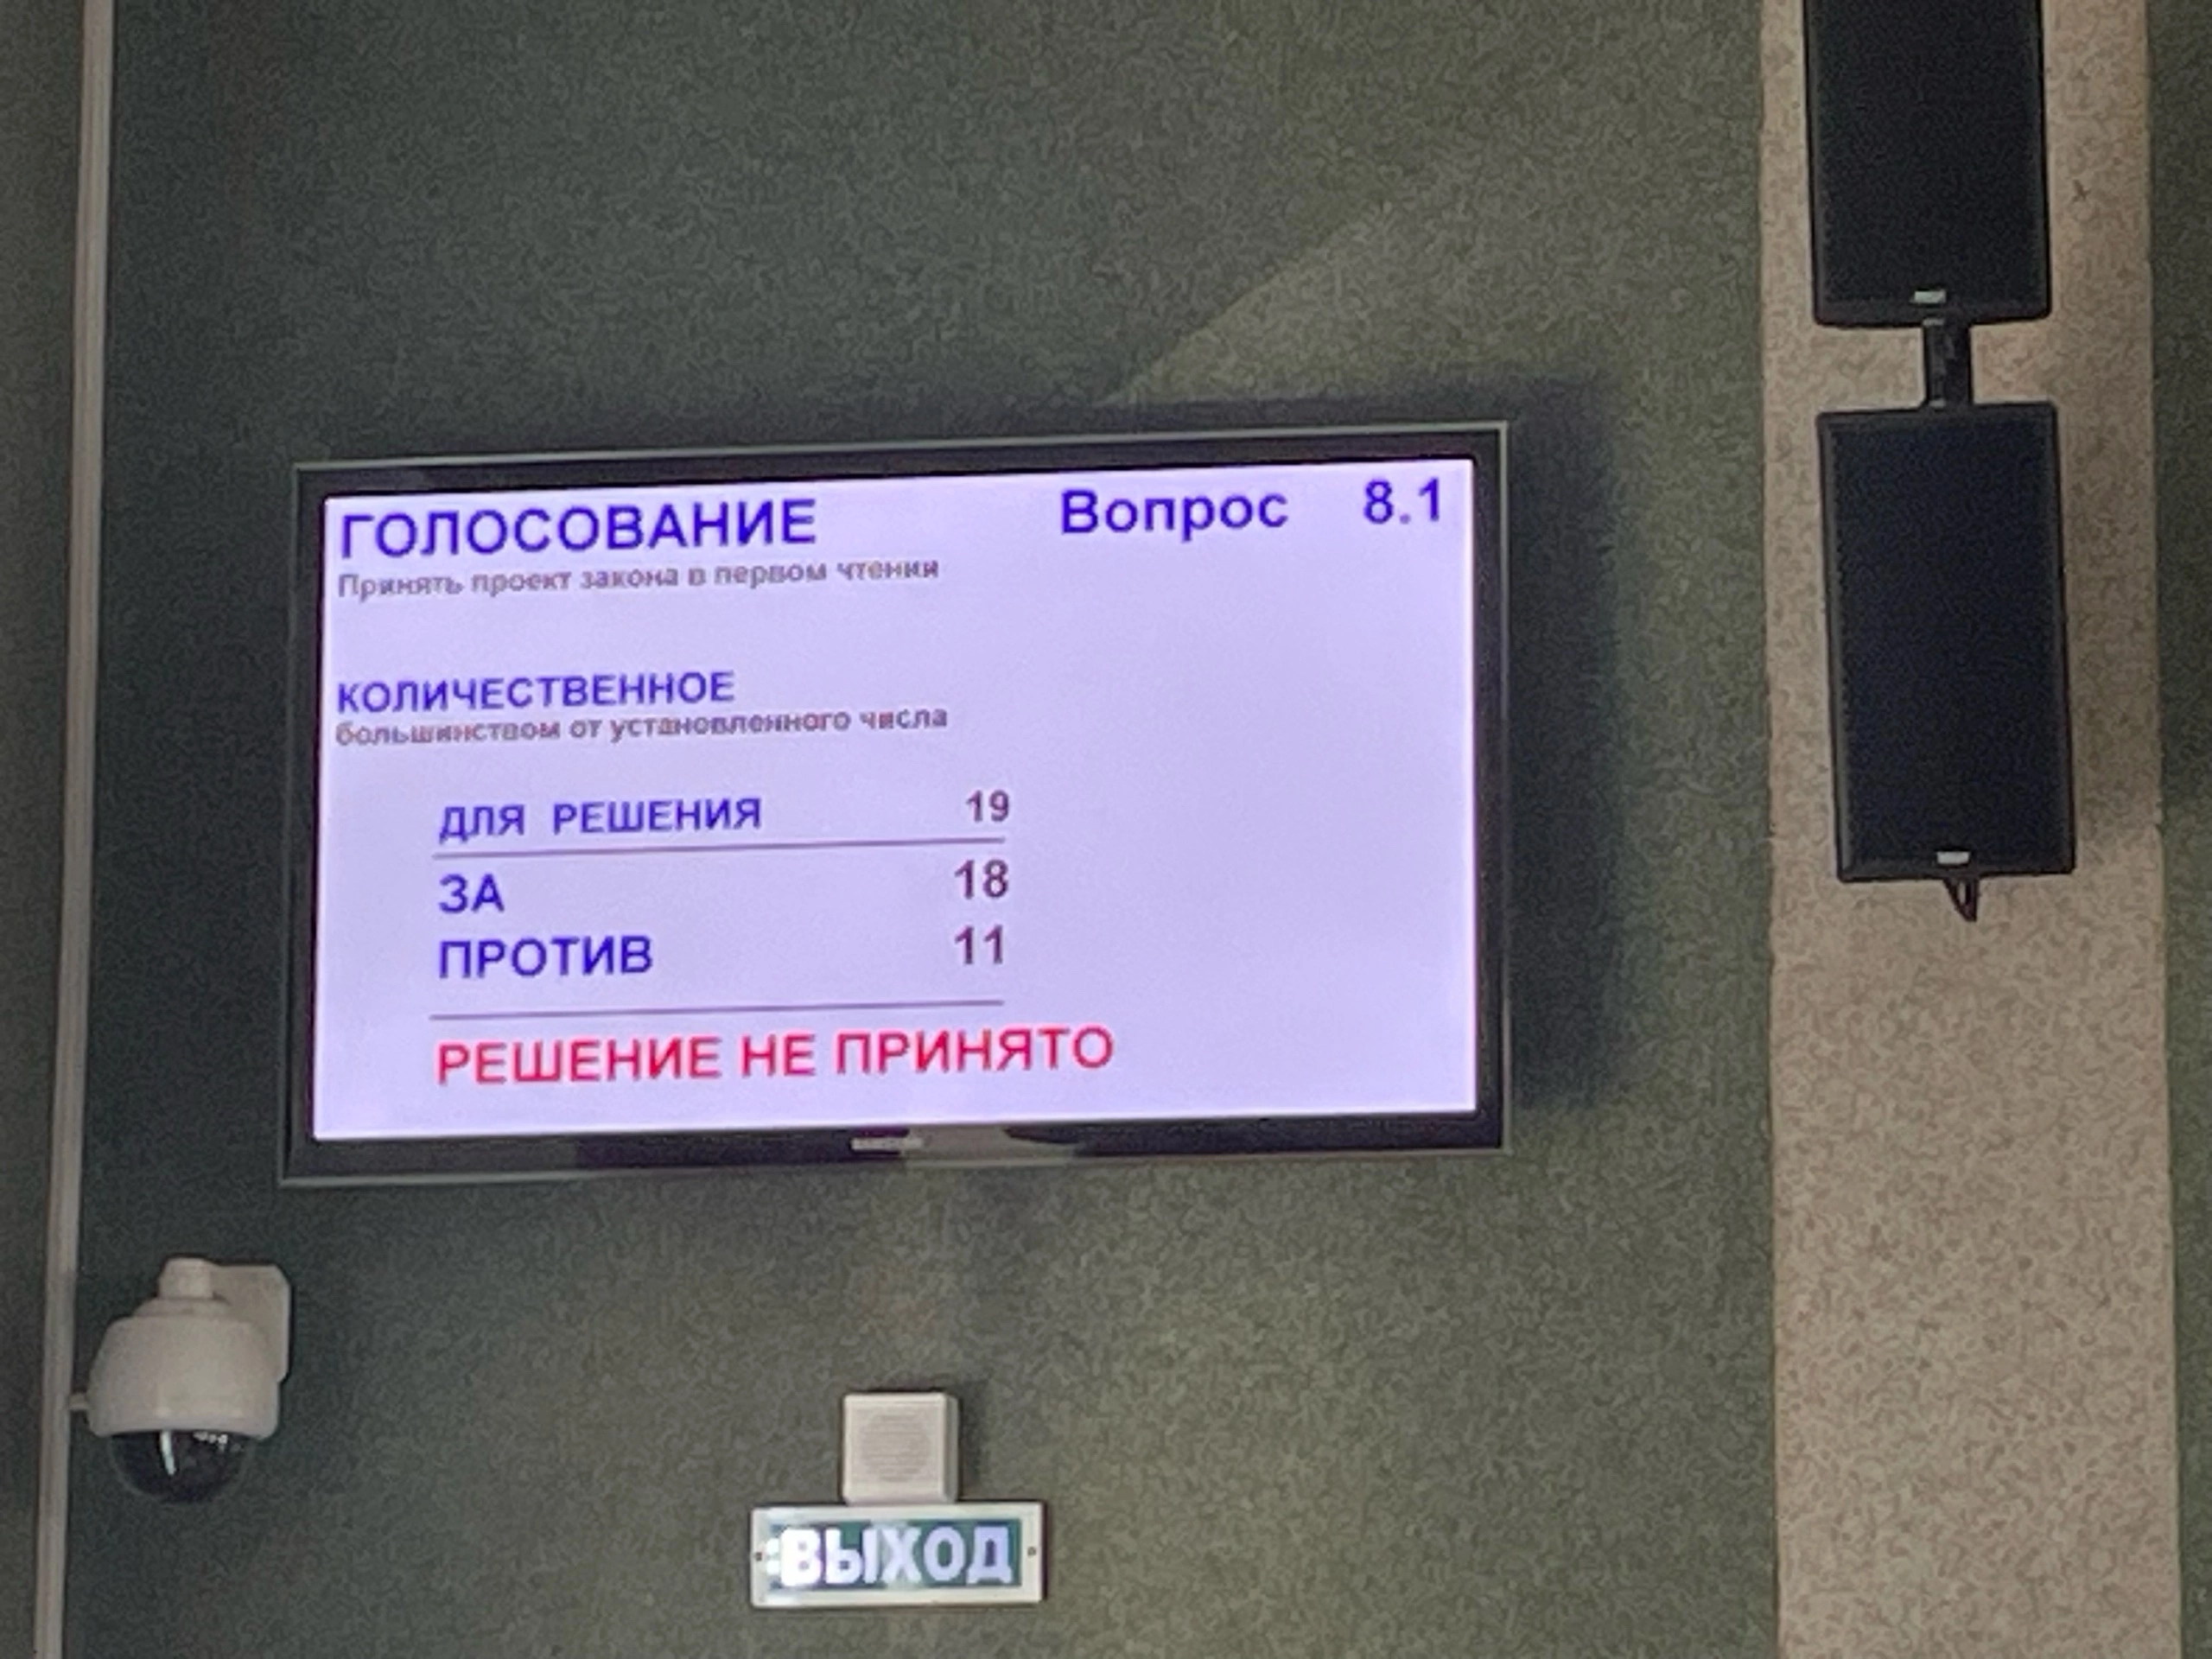 ГОЛОСОВАНИЕ Вопрос 8.1
Принять проект закона в первом чтении
КОЛИЧЕСТВЕННОЕ
большинством от установленного числа
ДЛЯ РЕШЕНИЯ 19
ЗА 18
ПРОТИВ 11
РЕШЕНИЕ НЕ ПРИНЯТО
ВЫХОД